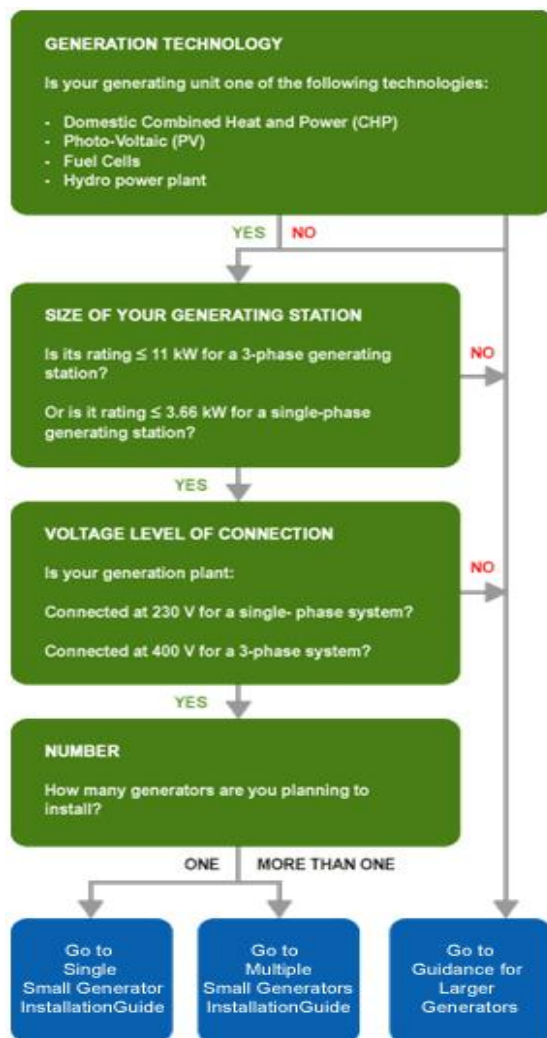 GENERATION TECHNOLOGY
Is your generating unit one of the following technologies:
- Domestic Combined Heat and Power (CHP)
- Photo-Voltaic (PV)
- Fuel Cells
- Hydro power plant
YES NO
SIZE OF YOUR GENERATING STATION
Is its rating ≤ 11 kW for a 3-phase generating
station?
Or is it rating ≤ 3.66 kW for a single-phase
generating station?
NO
YES
VOLTAGE LEVEL OF CONNECTION
Is your generation plant:
Connected at 230 V for a single- phase system?
Connected at 400 V for a 3-phase system?
NO
YES
NUMBER
How many generators are you planning to
install?
ONE MORE THAN ONE
Go to
Single
Small Generator
InstallationGuide
Go to
Multiple
Small Generators
InstallationGuide
Go to
Guidance for
Larger
Generators